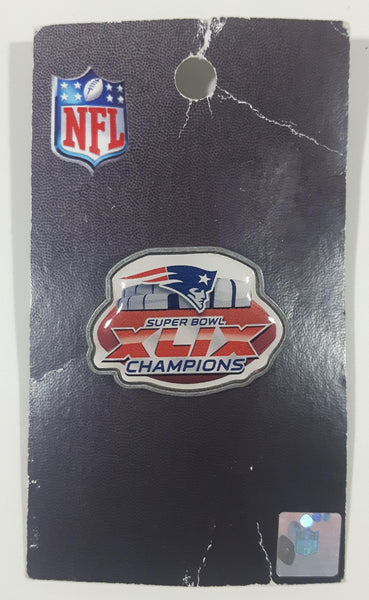 NFL
SUPER BOWL
XLIX
CHAMPIONS